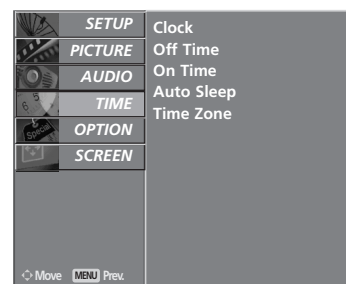 SETUP
PICTURE
AUDIO
TIME
OPTION
SCREEN
Clock
Off Time
On Time
Auto Sleep
Time Zone
Move MENU Prev.